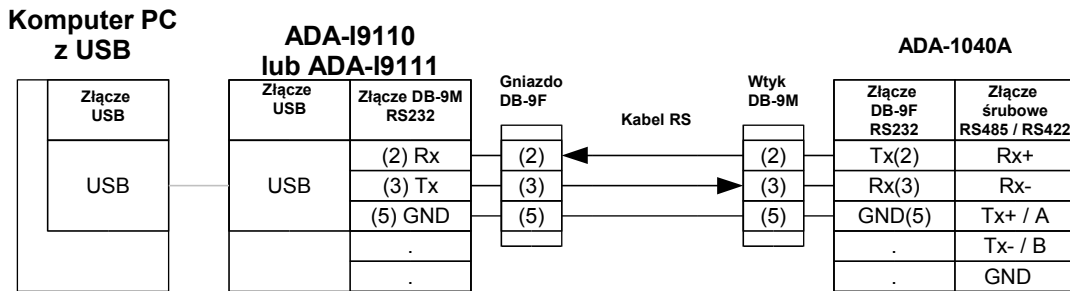 Komputer PC
z USB
ADA-I9110
lub ADA-I9111
ADA-1040A
Gniazdo
DB-9F
Wtyk
DB-9M
Kabel RS
Złącze
USB
Złącze
USB
Złącze DB-9M
RS232
Złącze
DB-9F
RS232
Złącze
śrubowe
RS485 / RS422
USB
USB
(2) Rx
(2)
(2)
Tx(2)
Rx+
(3) Tx
(3)
(3)
Rx(3)
Rx-
(5) GND
(5)
(5)
GND(5)
Tx+ / A
.
.
Tx- / B
.
.
GND